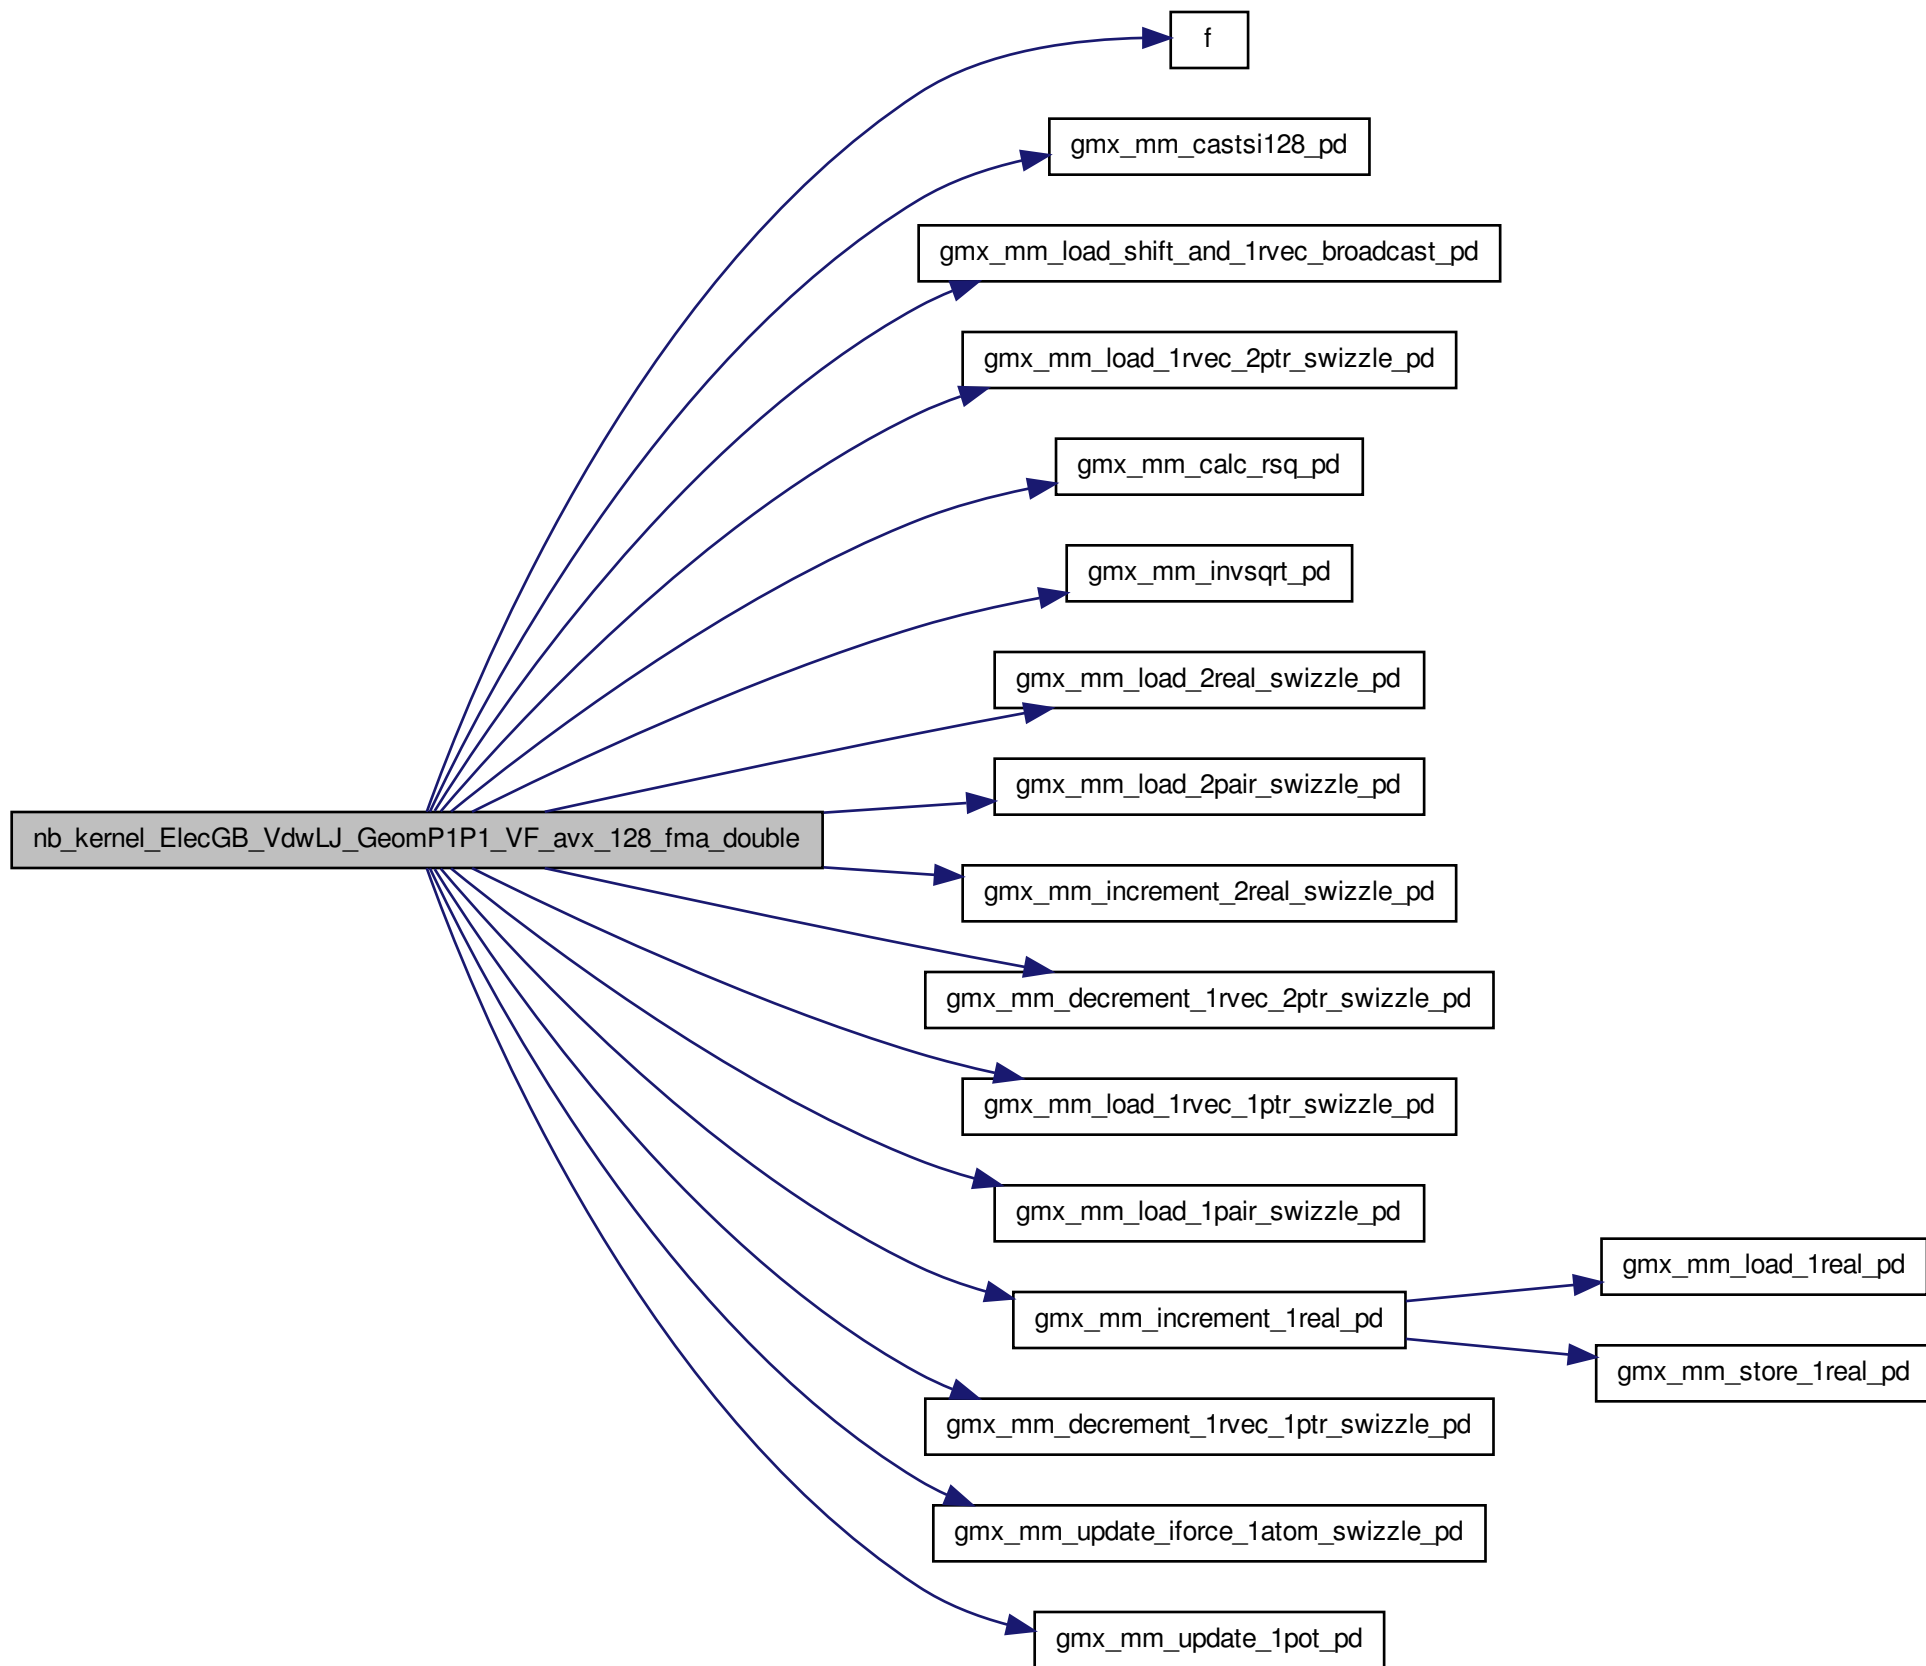 f
gmx_mm_castsi128_pd
gmx_mm_load_shift_and_1rvec_broadcast_pd
gmx_mm_load_1rvec_2ptr_swizzle_pd
gmx_mm_calc_rsq_pd
gmx_mm_invsqrt_pd
gmx_mm_load_2real_swizzle_pd
gmx_mm_load_2pair_swizzle_pd
nb_kernel_ElecGB_VdwLJ_GeomP1P1_VF_avx_128_fma_double
gmx_mm_increment_2real_swizzle_pd
gmx_mm_decrement_1rvec_2ptr_swizzle_pd
gmx_mm_load_1rvec_1ptr_swizzle_pd
gmx_mm_load_1pair_swizzle_pd
gmx_mm_load_1real_pd
gmx_mm_increment_1real_pd
gmx_mm_store_1real_pd
gmx_mm_decrement_1rvec_1ptr_swizzle_pd
gmx_mm_update_iforce_1atom_swizzle_pd
gmx_mm_update_1pot_pd